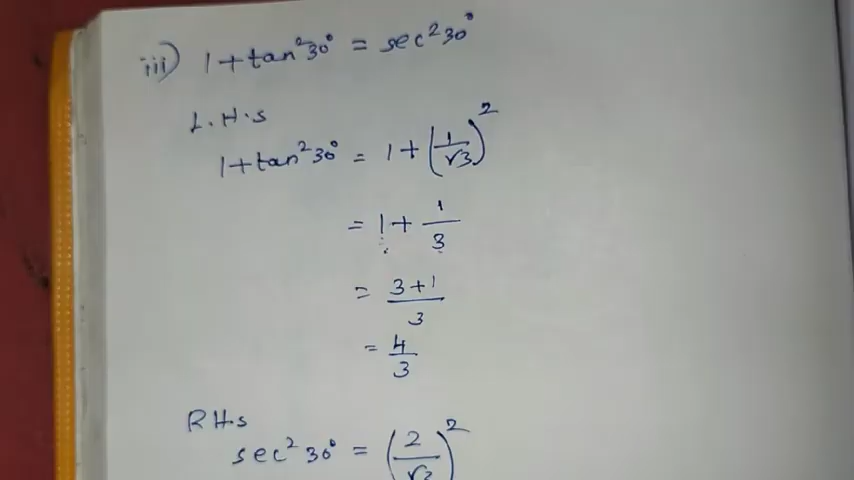 iii) 1 + tan²30° = sec²30°
L.H.S
1 + tan²30° = 1 + (1/√3)²
= 1 + 1/3
= 3+1/3
= 4/3
R.H.S
sec²30° = (2/√3)²